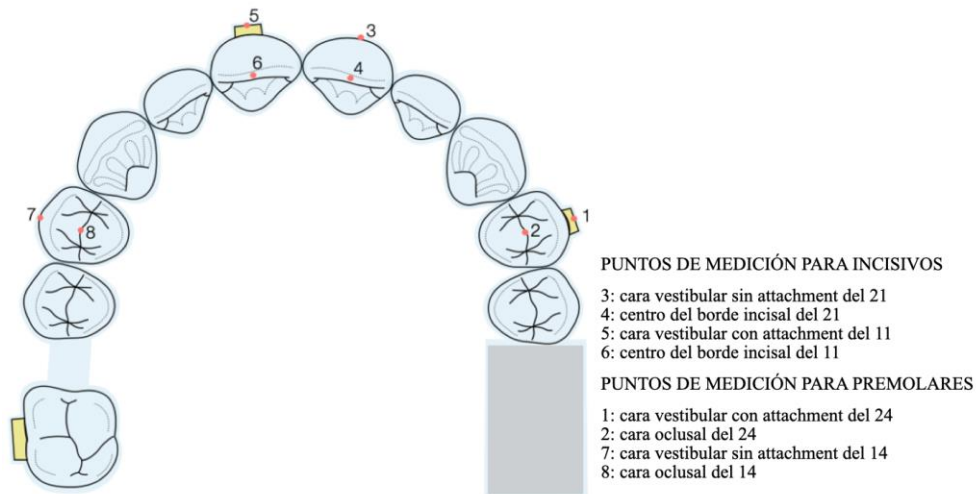 5
3
6
4
7
8
2
1
PUNTOS DE MEDICIÓN PARA INCISIVOS
3: cara vestibular sin attachment del 21
4: centro del borde incisal del 21
5: cara vestibular con attachment del 11
6: centro del borde incisal del 11
PUNTOS DE MEDICIÓN PARA PREMOLARES
1: cara vestibular con attachment del 24
2: cara oclusal del 24
7: cara vestibular sin attachment del 14
8: cara oclusal del 14